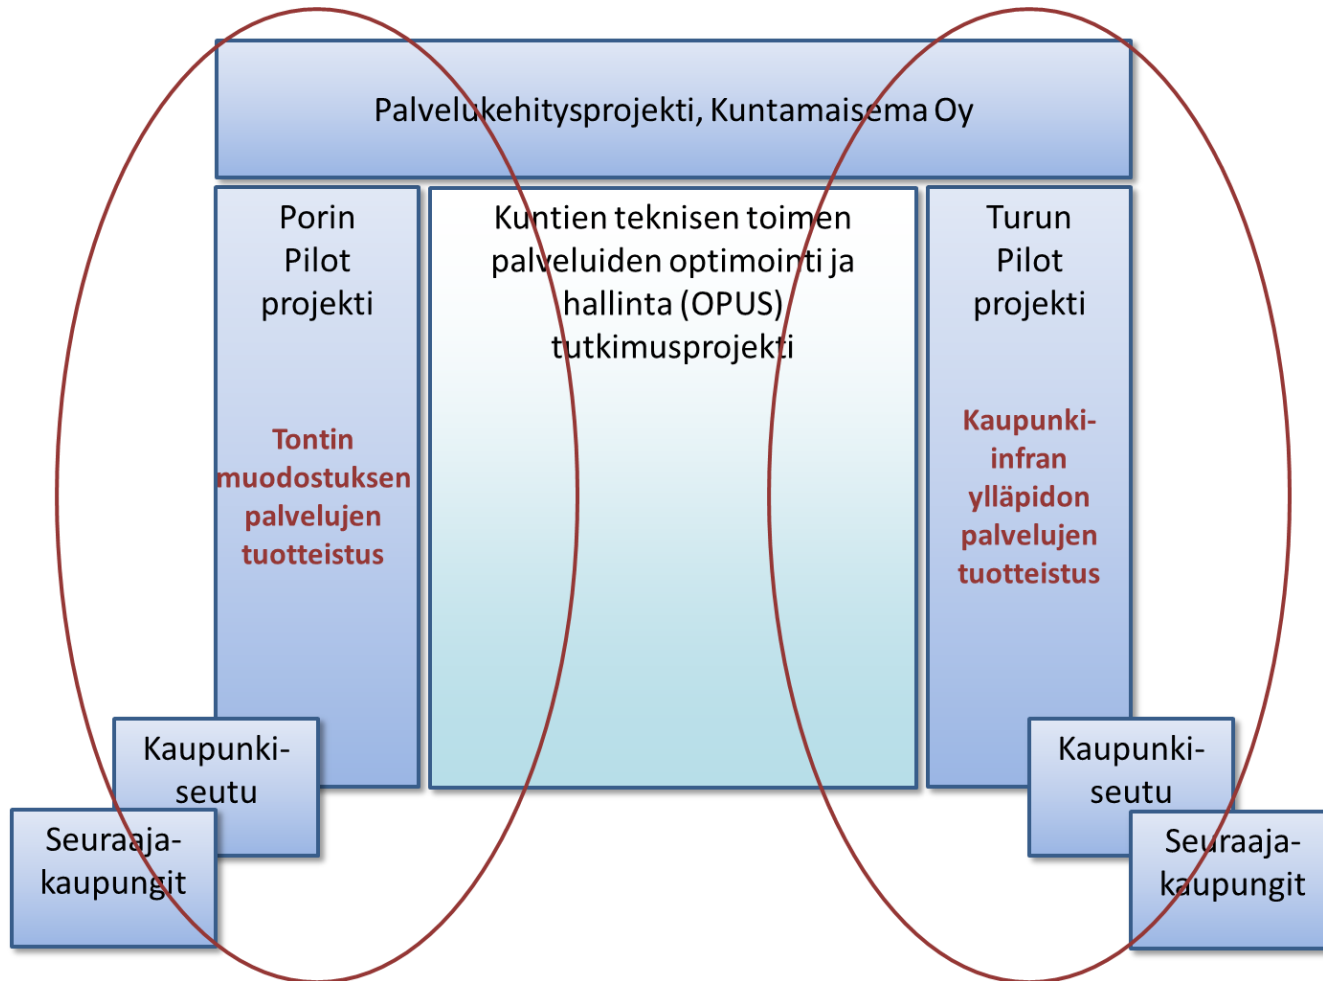 Palvelukehitysprojekti, Kuntamaisema Oy
Porin
Pilot
projekti
Tontin
muodostuksen
palvelujen
tuotteistus
Kuntien teknisen toimen
palveluiden optimointi ja
hallinta (OPUS)
tutkimusprojekti
Turun
Pilot
projekti
Kaupunki-
infran
ylläpidon
palvelujen
tuotteistus
Kaupunki-
seutu
Seuraaja-
kaupungit
Kaupunki-
seutu
Seuraaja-
kaupungit